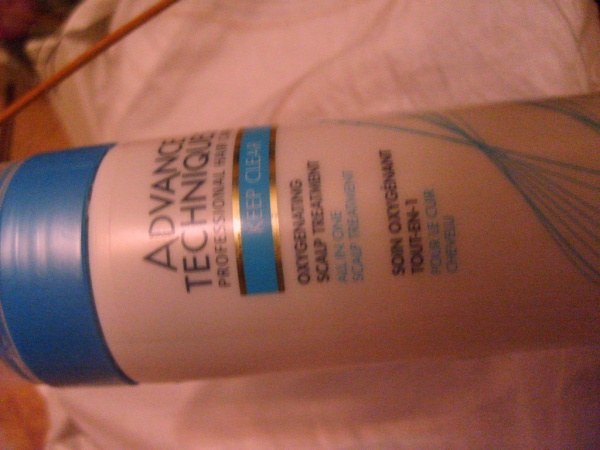 ADVANCE
TECHNIQUE
PROFESSIONAL HAIR
KEEP CLEAR
OXYGENATING
SCALP TREATMENT
ALL IN ONE
SCALP TREATMENT
SOIN OXYGÉNANT
TOUT-EN-1
POUR LE CUIR
CHEVELU